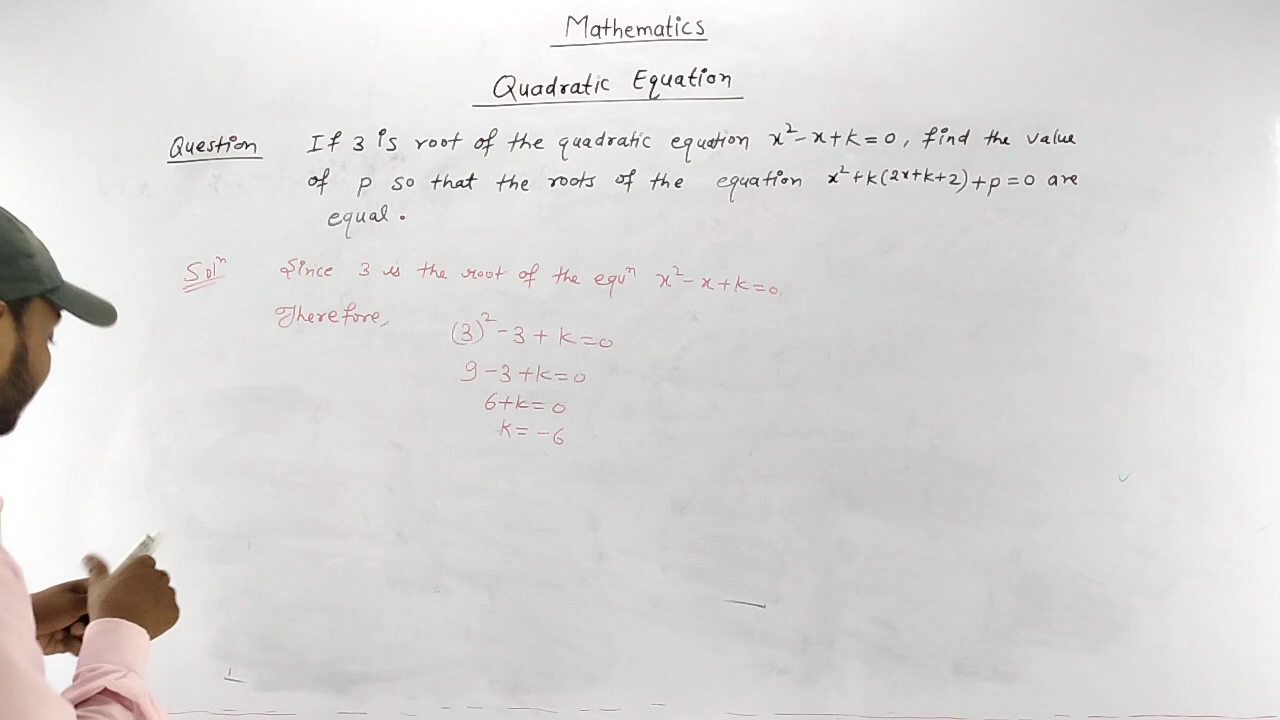 Mathematics
Quadratic Equation
Question If 3 is root of the quadratic equation x²-x+k=0, find the value
of p so that the roots of the equation x²+k(2x+k+2)+p=0 are
equal.
Solⁿ Since 3 is the root of the equⁿ x²-x+k=0.
Therefore,
(3)²-3+k=0
9-3+k=0
6+k=0
k=-6